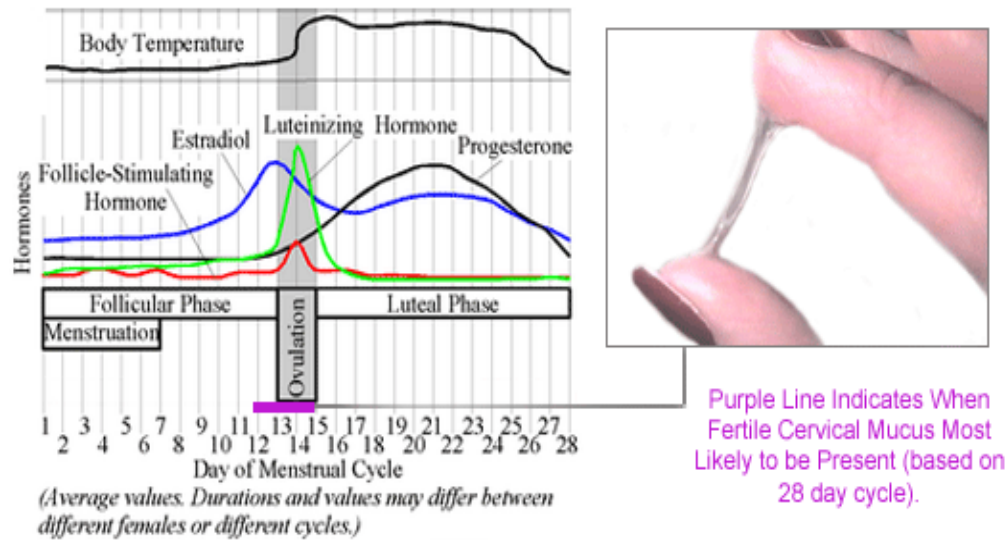 Body Temperature
Estradiol
Luteinizing Hormone
Progesterone
Follicle-Stimulating
Hormone
Hormones
Follicular Phase
Luteal Phase
Menstruation
Ovulation
1 3 5 7 9 11 13 15 17 19 21 23 25 27
2 4 6 8 10 12 14 16 18 20 22 24 26 28
Day of Menstrual Cycle
(Average values. Durations and values may differ between
different females or different cycles.)
Purple Line Indicates When
Fertile Cervical Mucus Most
Likely to be Present (based on
28 day cycle).